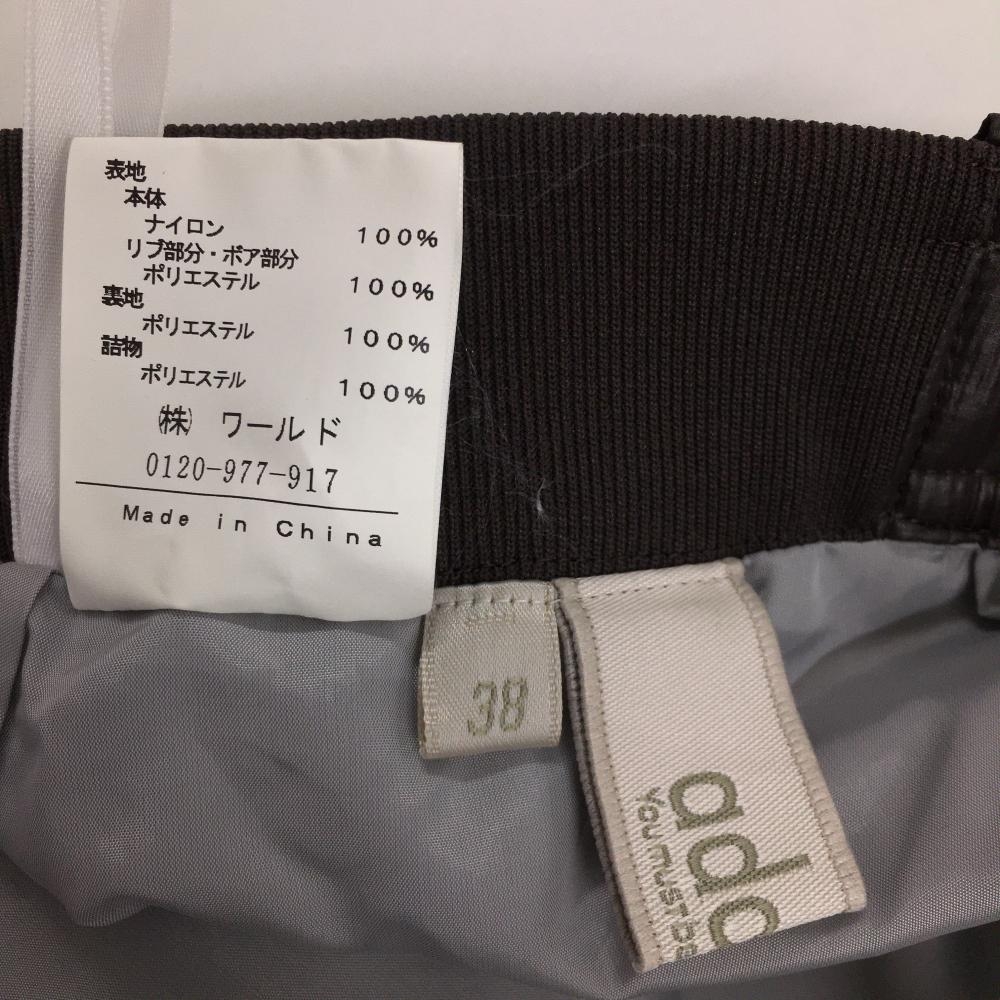 表地
本体
ナイロン 100%
リブ部分・ボア部分
ポリエステル 100%
裏地
ポリエステル 100%
詰物
ポリエステル 100%
㈱ ワールド
0120-977-917
Made in China
38
YOU MUST